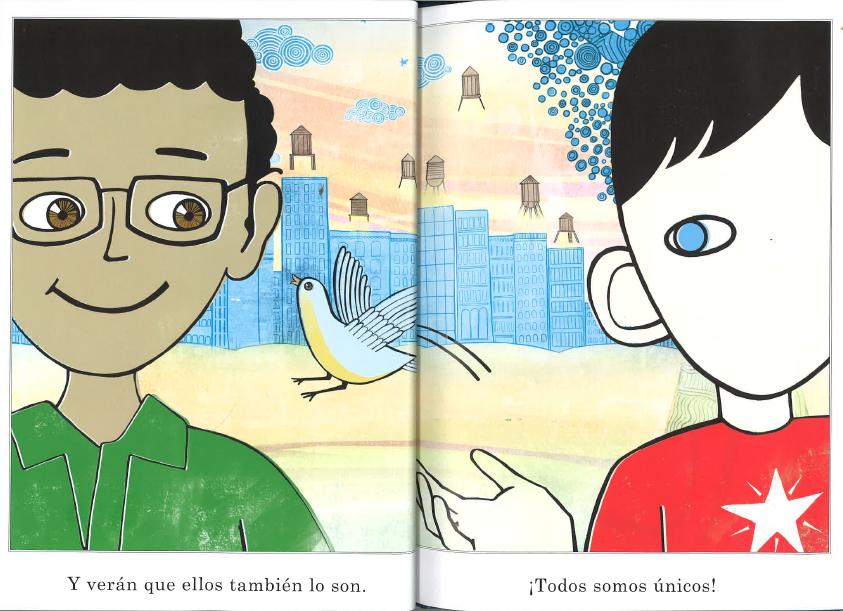 Y verán que ellos también lo son.
¡Todos somos únicos!